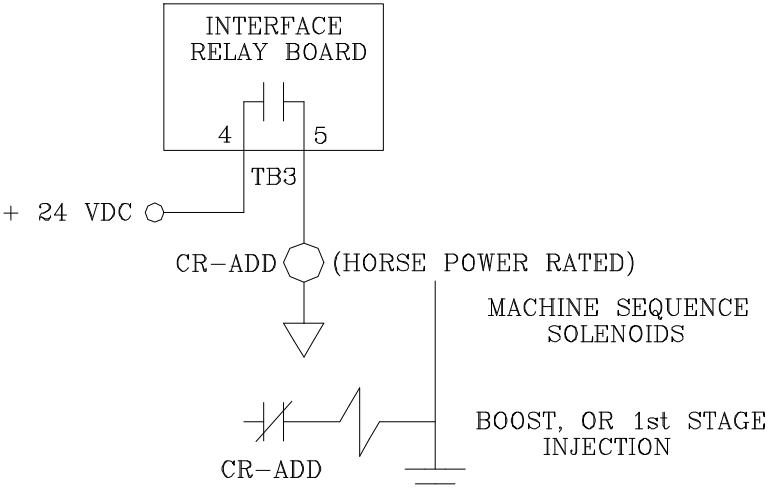 INTERFACE
RELAY BOARD
4 5
TB3
+ 24 VDC
CR-ADD (HORSE POWER RATED)
MACHINE SEQUENCE
SOLENOIDS
BOOST, OR 1st STAGE
INJECTION
CR-ADD